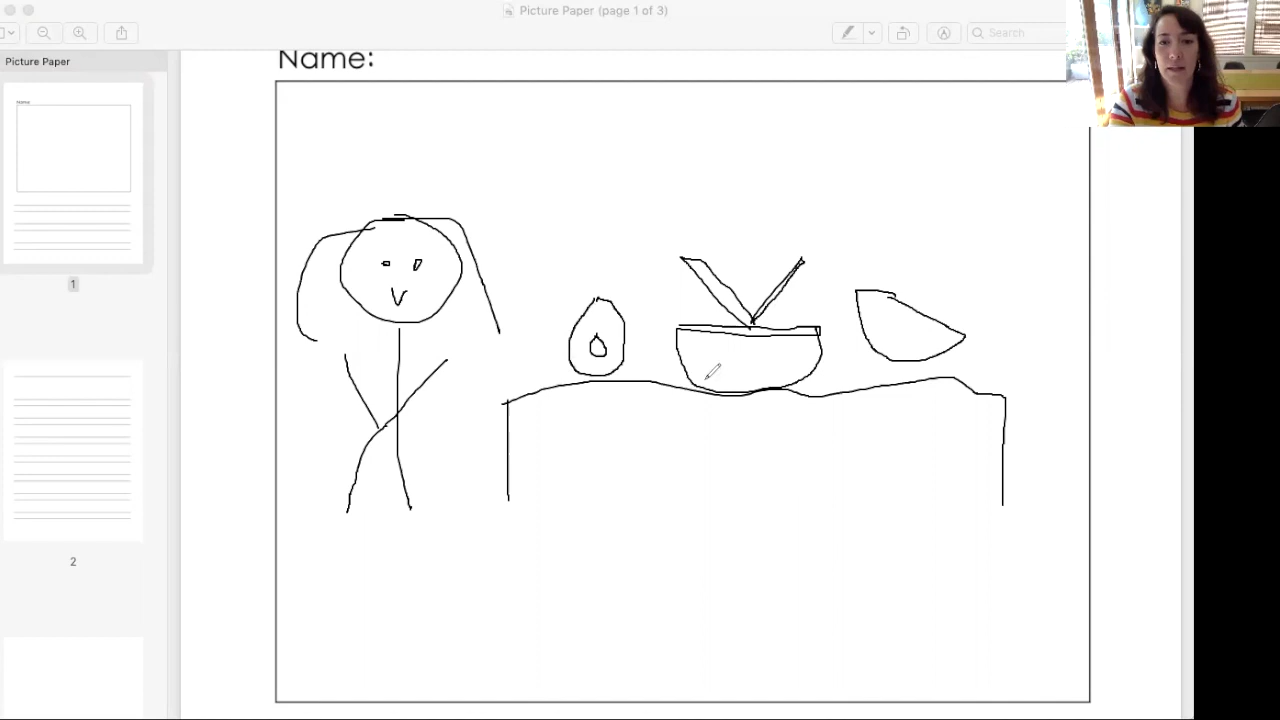 Picture Paper (page 1 of 3)
Search
Picture Paper
Name:
1
2